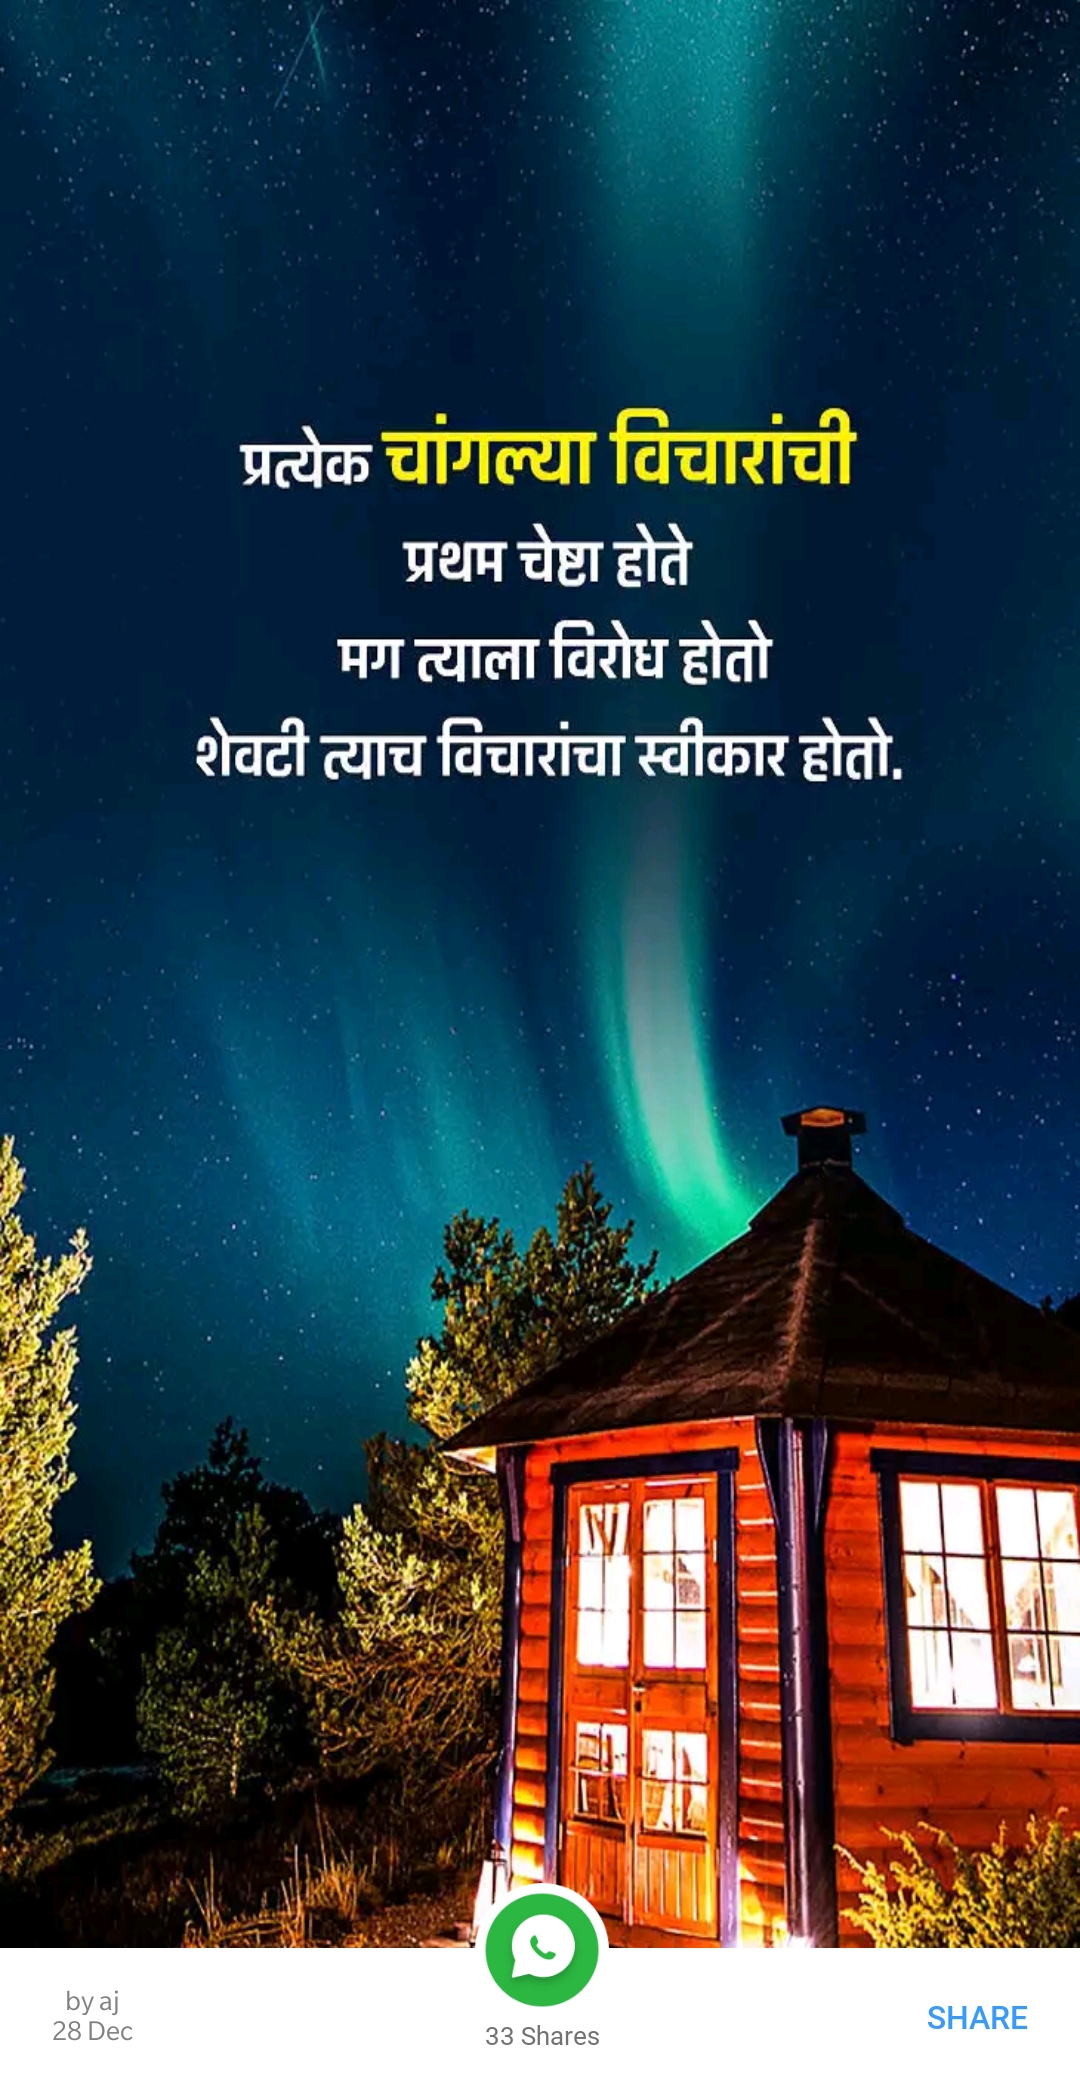 प्रत्येक चांगल्या विचारांची
प्रथम चेष्टा होते
मग त्याला विरोध होतो
शेवटी त्याच विचारांचा स्वीकार होतो.
by aj
28 Dec
33 Shares
SHARE